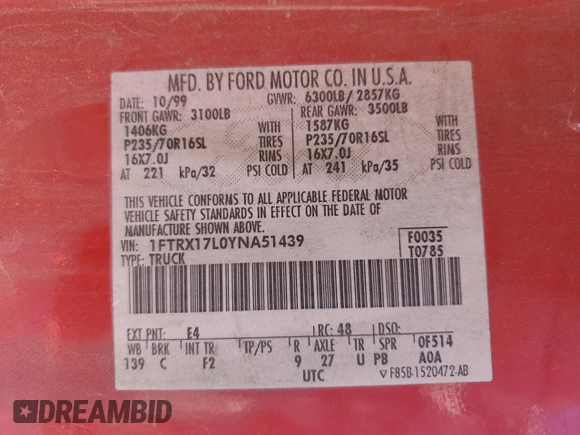 MFD. BY FORD MOTOR CO. IN U.S.A.
DATE: 10/99 GVWR: 6300LB/ 2857KG
FRONT GAWR: 3100LB REAR GAWR: 3500LB
1406KG WITH 1587KG WITH
P235/70R16SL TIRES P235/70R16SL TIRES
16X7.0J RIMS 16X7.0J RIMS
AT 221 kPa/32 PSI COLD AT 241 kPa/35 PSI COLD
THIS VEHICLE CONFORMS TO ALL APPLICABLE FEDERAL MOTOR
VEHICLE SAFETY STANDARDS IN EFFECT ON THE DATE OF
MANUFACTURE SHOWN ABOVE.
VIN: 1FTRX17L0YNA51439 F0035
TYPE: TRUCK T0785
EXT PNT: E4 RC: 48 DSO:
WB BRK INT TR TP/PS R AXLE TR SPR 0F514
139 C F2 9 27 U PB A0A
UTC ▽ F85B-1520472-AB
DREAMBID